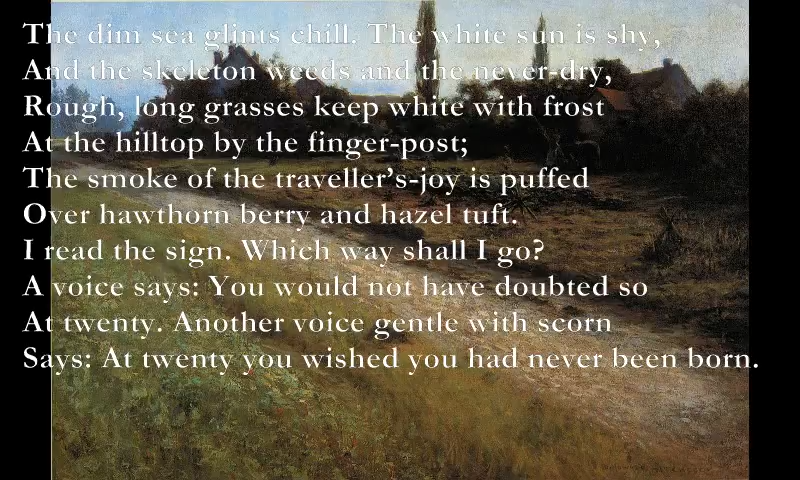 The dim sea glints chill. The white sun is shy,
And the skeleton weeds and the never-dry,
Rough, long grasses keep white with frost
At the hilltop by the finger-post;
The smoke of the traveller’s-joy is puffed
Over hawthorn berry and hazel tuft.
I read the sign. Which way shall I go?
A voice says: You would not have doubted so
At twenty. Another voice gentle with scorn
Says: At twenty you wished you had never been born.